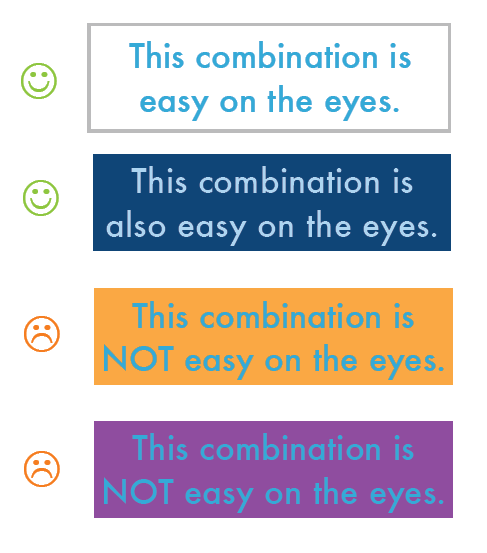 This combination is
easy on the eyes.
This combination is
also easy on the eyes.
This combination is
NOT easy on the eyes.
This combination is
NOT easy on the eyes.